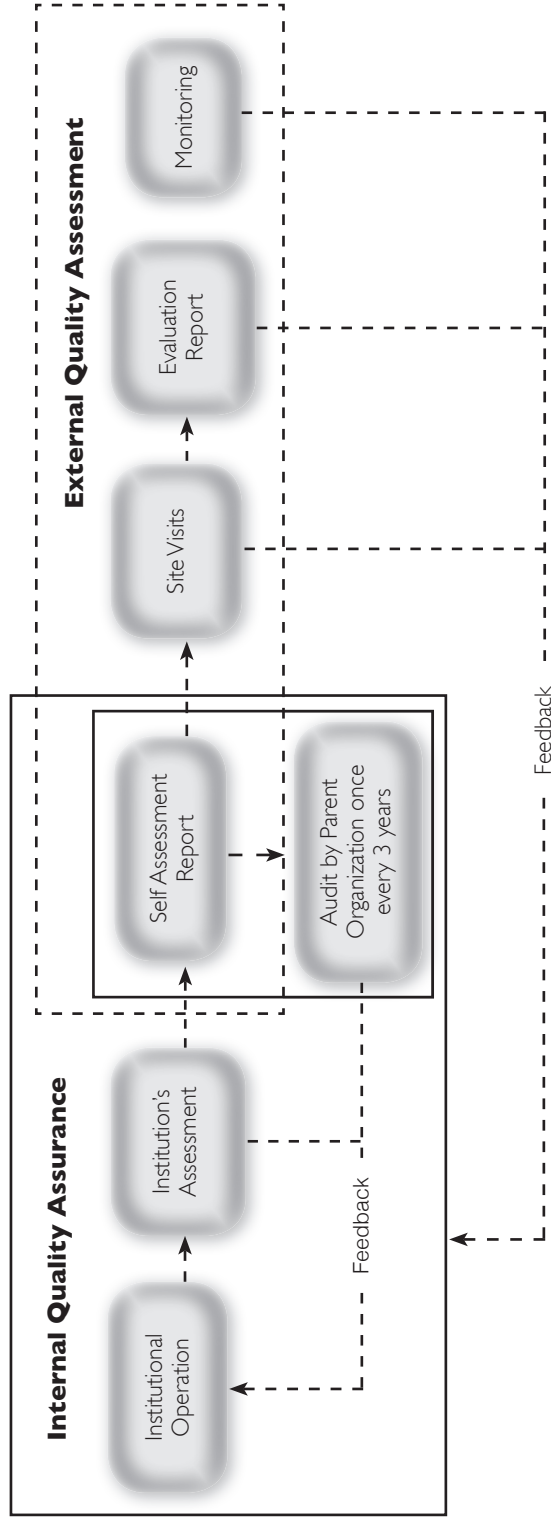 Internal Quality Assurance
External Quality Assessment
Institutional
Operation
Institution's
Assessment
Self Assessment
Report
Site Visits
Evaluation
Report
Monitoring
Audit by Parent
Organization once
every 3 years
Feedback
Feedback